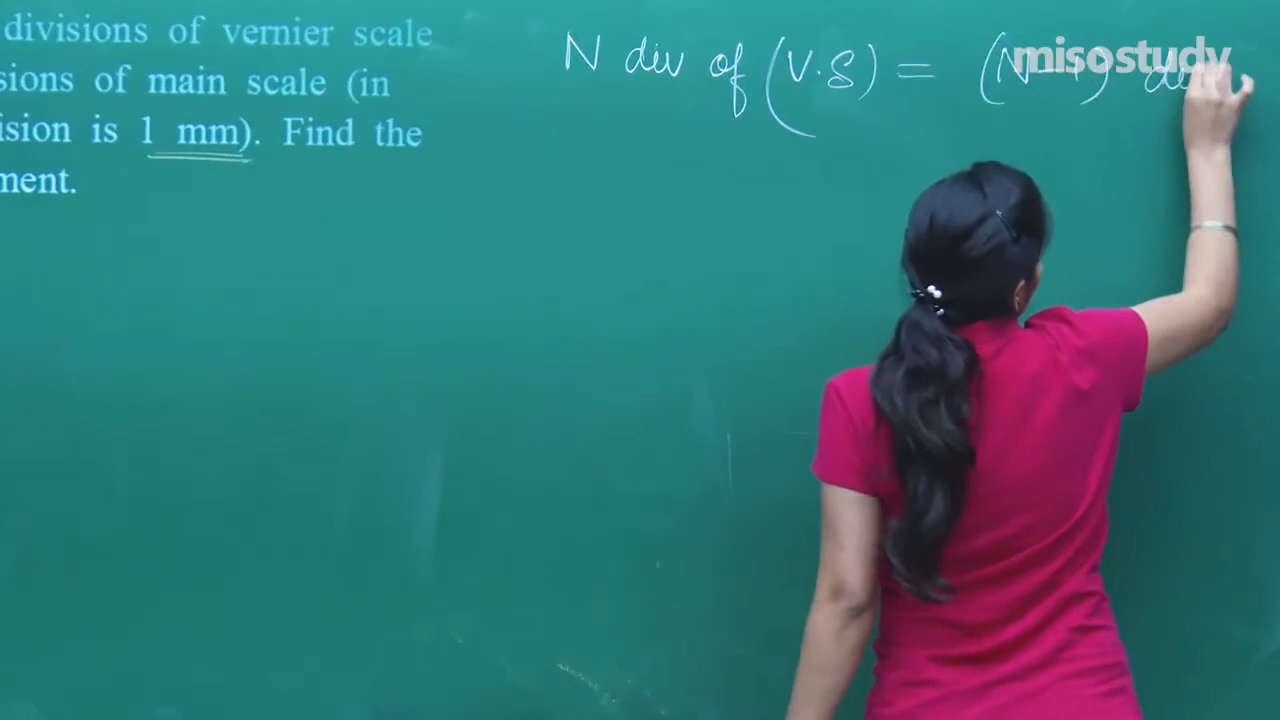 divisions of vernier scale
sions of main scale (in
ision is 1 mm). Find the
ment.
N div of (V.S) = (N-1)
misostudy